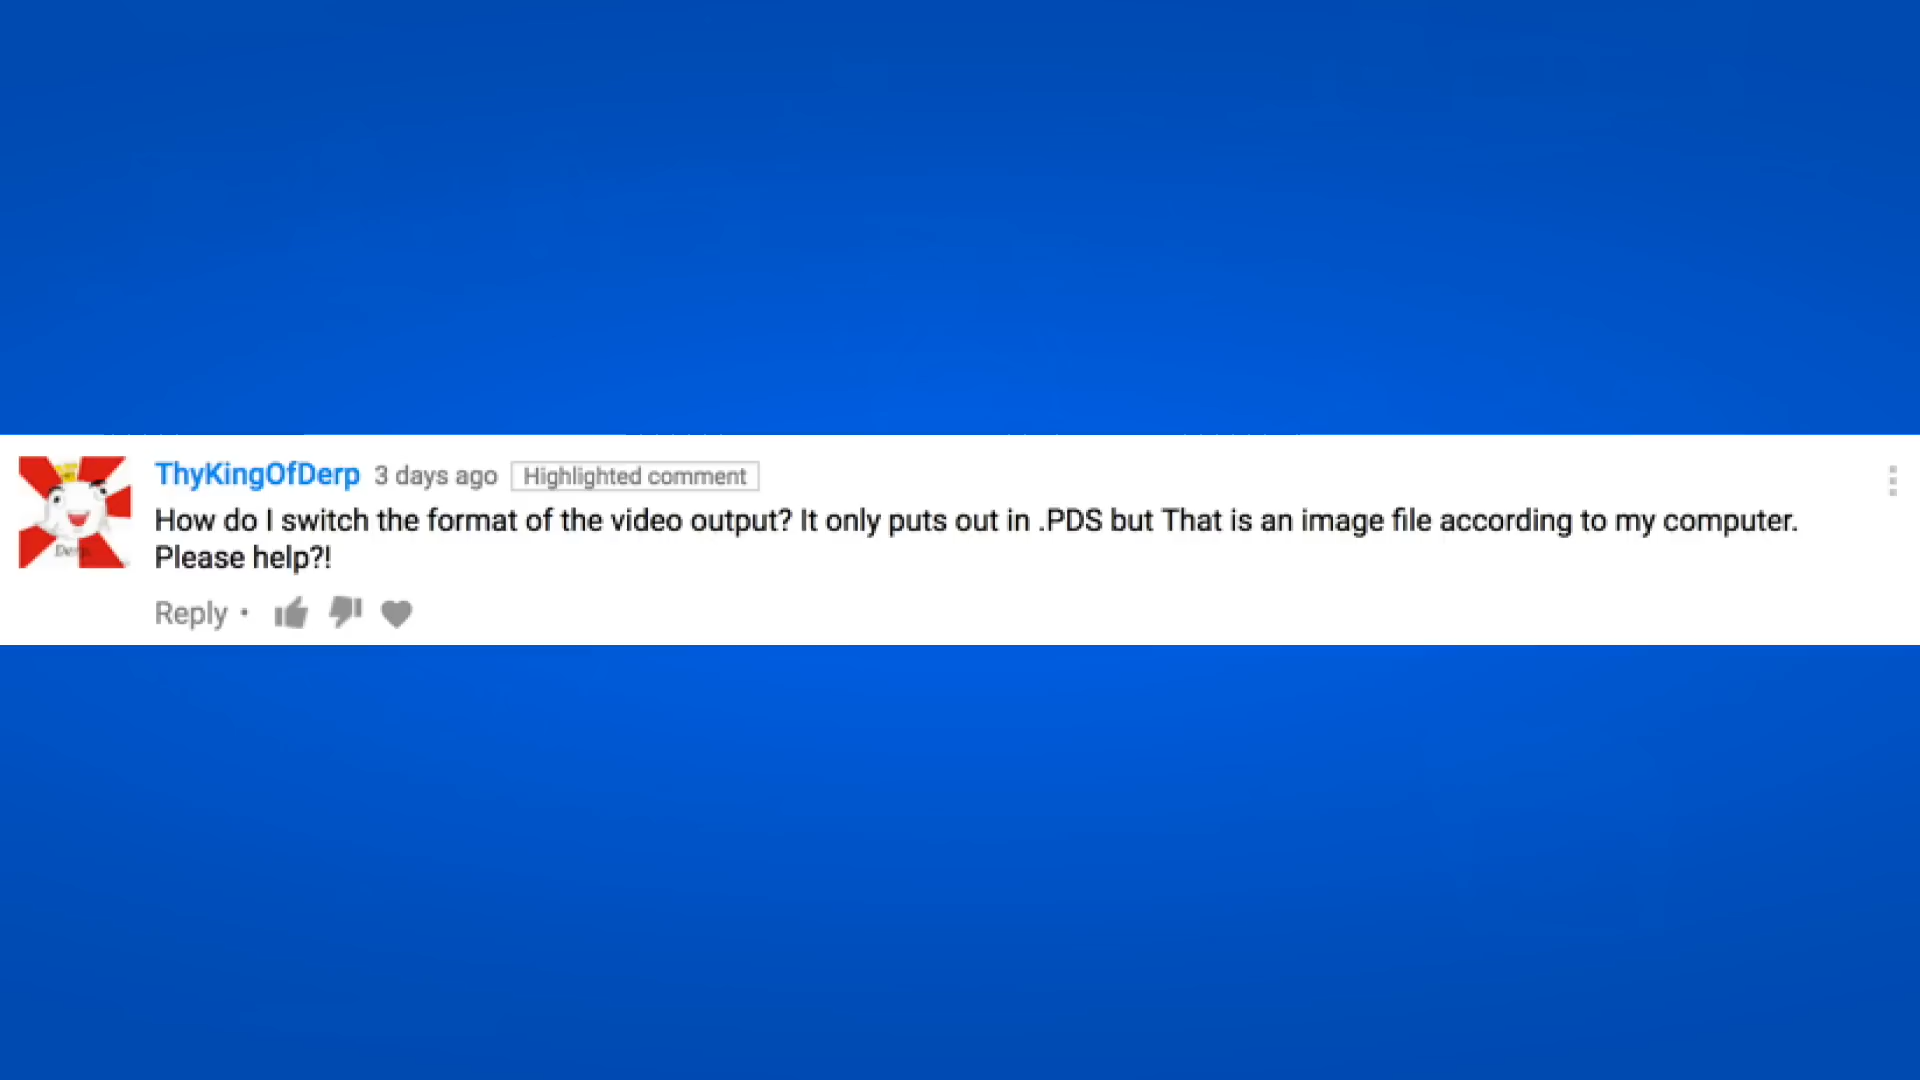 ThyKingOfDerp 3 days ago Highlighted comment
How do I switch the format of the video output? It only puts out in .PDS but That is an image file according to my computer.
Please help?!
Reply •